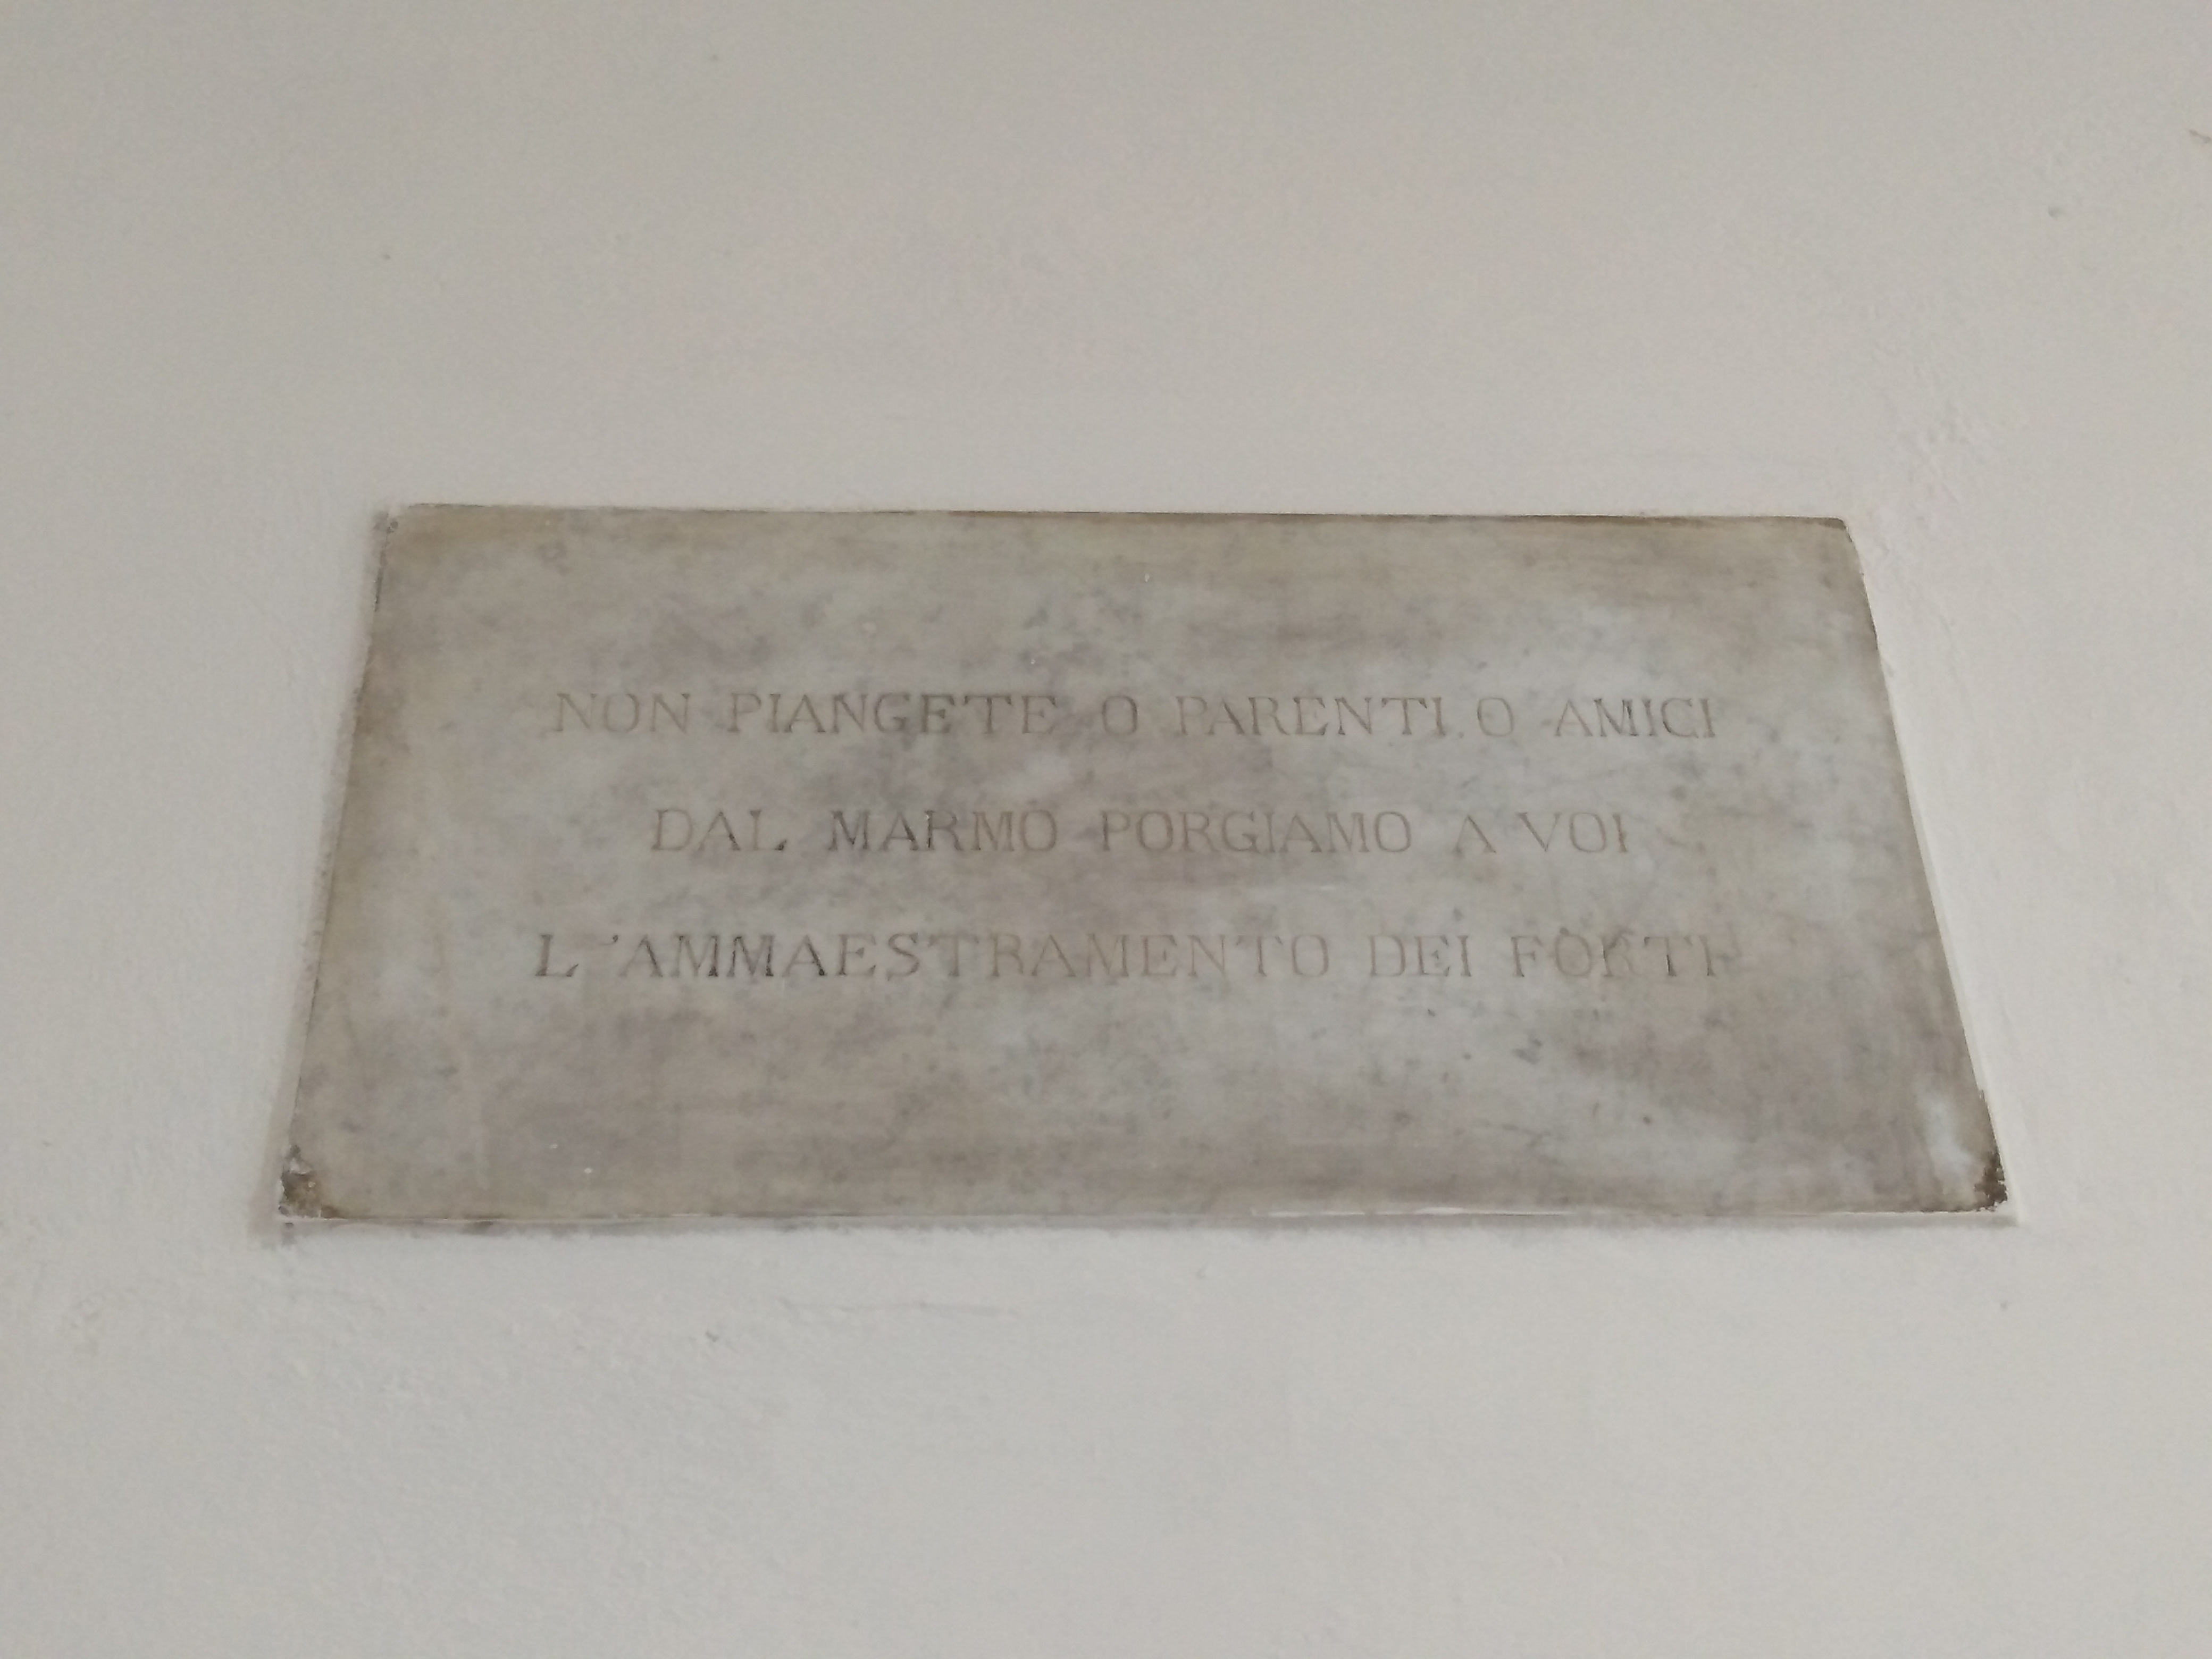 NON PIANGETE O PARENTI O AMICI
DAL MARMO PORGIAMO A VOI
L'AMMAESTRAMENTO DEI FORTI